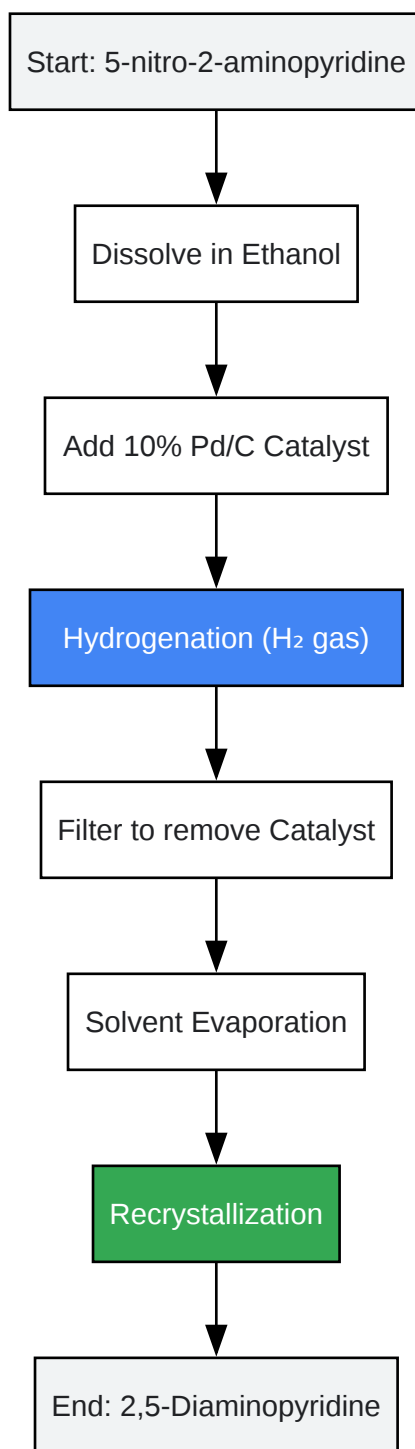 Start: 5-nitro-2-aminopyridine
Dissolve in Ethanol
Add 10% Pd/C Catalyst
Hydrogenation (H₂ gas)
Filter to remove Catalyst
Solvent Evaporation
Recrystallization
End: 2,5-Diaminopyridine